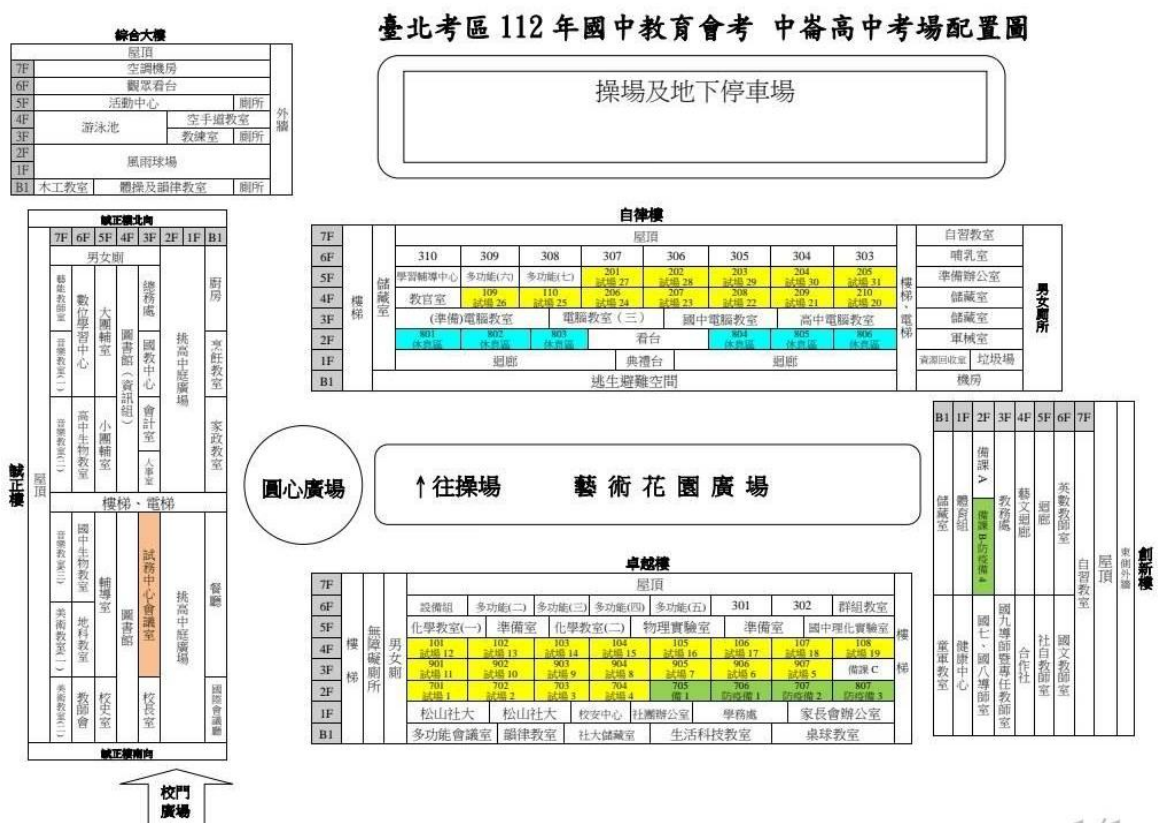 臺北考區 112 年國中教育會考 中崙高中考場配置圖
綜合大樓
屋頂
7F 空調機房
6F 觀眾看台
5F 活動中心 廁所
4F 游泳池 空手道教室
3F 教練室 廁所
2F 風雨球場
1F
B1 木工教室 體操及韻律教室 廁所
外牆
操場及地下停車場
誠正樓北向
7F 6F 5F 4F 3F 2F 1F B1
男女廁
藝能教師室 數位學習中心 大團輔室 圖書館(資訊組) 總務處 挑高中庭廣場 廚房
音樂教室(一) 國教中心 烹飪教室
音樂教室(二) 高中生物教室 小團輔室 會計室 人事室 家政教室
誠正樓
屋頂
樓梯、電梯
音樂教室(三) 國中生物教室 輔導室 圖書館 試務中心會議室 挑高中庭廣場 餐廳
美術教室(一) 地科教室
美術教室(二) 教師會 校史室 校長室 國際會議廳
誠正樓南向
校門
廣場
自律樓
7F 屋頂 自習教室
6F 310 309 308 307 306 305 304 303 哺乳室
5F 學習輔導中心 多功能(六) 多功能(七) 201 試場 27 202 試場 28 203 試場 29 204 試場 30 205 試場 31 準備辦公室
4F 教官室 109 試場 26 110 試場 25 206 試場 24 207 試場 23 208 試場 22 209 試場 21 210 試場 20 儲藏室
3F (準備)電腦教室 電腦教室(三) 國中電腦教室 高中電腦教室 儲藏室
2F 801 休息區 802 休息區 803 休息區 看台 804 休息區 805 休息區 806 休息區 軍械室
1F 迴廊 典禮台 迴廊 資源回收室 垃圾場
B1 逃生避難空間 機房
樓梯
儲藏室
樓梯、電梯
男女廁所
圓心廣場
↑往操場 藝術花園廣場
卓越樓
7F 屋頂
6F 設備組 多功能(二) 多功能(三) 多功能(四) 多功能(五) 301 302 群組教室
5F 化學教室(一) 準備室 化學教室(二) 物理實驗室 準備室 國中理化實驗室
4F 101 試場 12 102 試場 13 103 試場 14 104 試場 15 105 試場 16 106 試場 17 107 試場 18 108 試場 19
3F 901 試場 11 902 試場 10 903 試場 9 904 試場 8 905 試場 7 906 試場 6 907 試場 5 備課 C
2F 701 試場 1 702 試場 2 703 試場 3 704 試場 4 705 備 1 706 防疫備 1 707 防疫備 2 807 防疫備 3
1F 松山社大 松山社大 校安中心 社團辦公室 學務處 家長會辦公室
B1 多功能會議室 韻律教室 社大儲藏室 生活科技教室 桌球教室
樓梯
無障礙廁所
男女廁
樓梯
B1 1F 2F 3F 4F 5F 6F 7F
儲藏室 體育組 備課 A 教務處 藝文迴廊 迴廊 英數教師室 自習教室 屋頂 東側外牆
備課 B-防疫備 4
童軍教室 健康中心 國七、國八導師室 國九導師暨專任教師室 合作社 社自教師室 國文教師室
創新樓
1/1